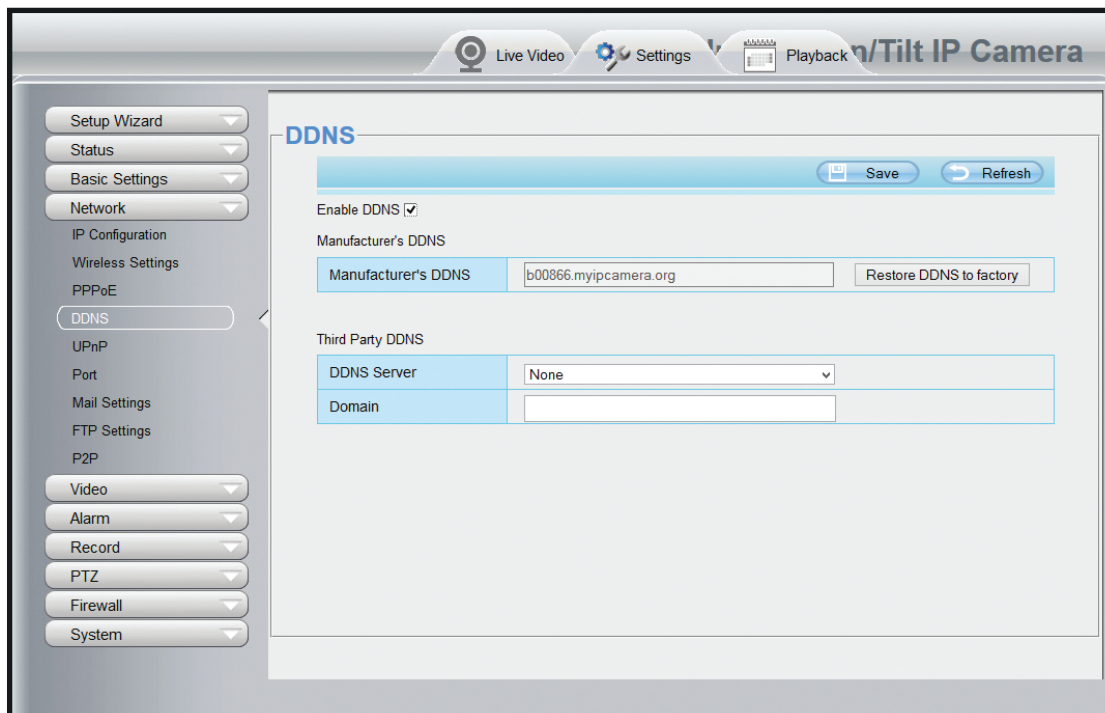 Live Video
Settings
Playback
n/Tilt IP Camera
Setup Wizard
Status
Basic Settings
Network
IP Configuration
Wireless Settings
PPPoE
DDNS
UPnP
Port
Mail Settings
FTP Settings
P2P
Video
Alarm
Record
PTZ
Firewall
System
DDNS
Save
Refresh
Enable DDNS
Manufacturer's DDNS
Manufacturer's DDNS
b00866.myipcamera.org
Restore DDNS to factory
Third Party DDNS
DDNS Server
None
Domain